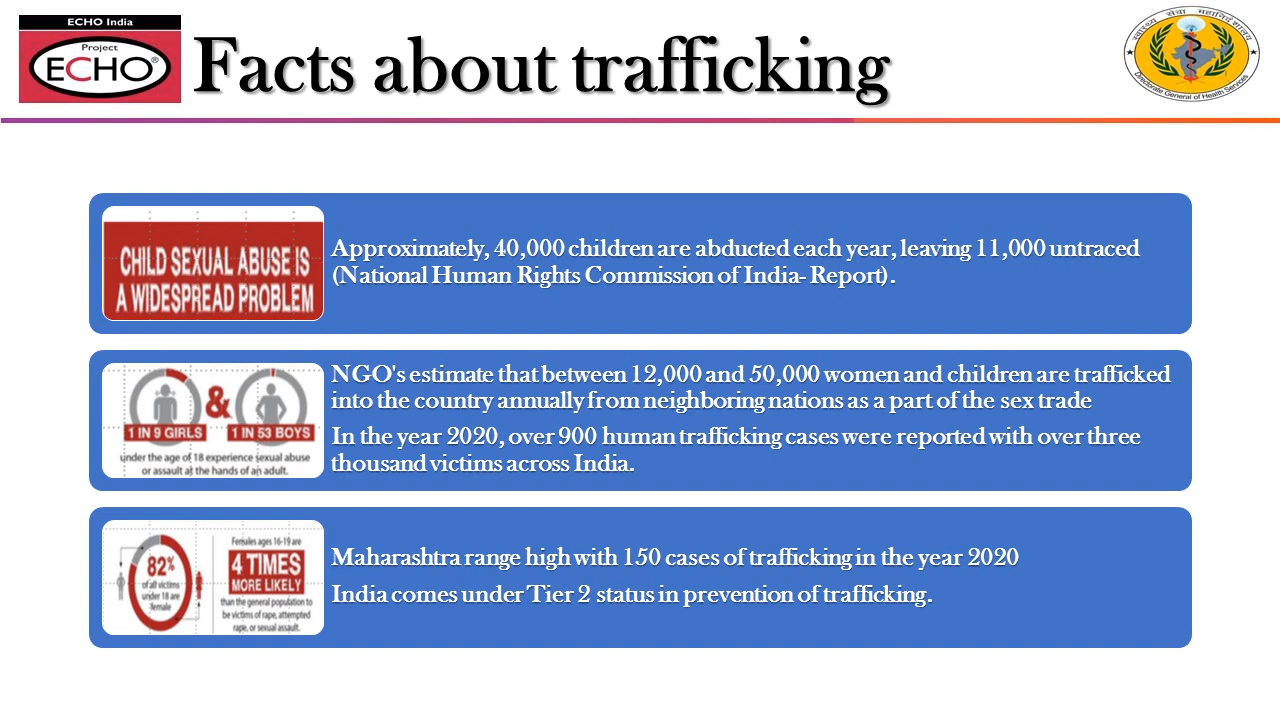 ECHO India
Project
ECHO®
Facts about trafficking
स्वास्थ्य सेवा महानिदेशालय
Directorate General of Health Services
CHILD SEXUAL ABUSE IS
A WIDESPREAD PROBLEM
Approximately, 40,000 children are abducted each year, leaving 11,000 untraced
(National Human Rights Commission of India- Report).
&
1 IN 9 GIRLS
1 IN 53 BOYS
under the age of 18 experience sexual abuse
or assault at the hands of an adult.
NGO's estimate that between 12,000 and 50,000 women and children are trafficked
into the country annually from neighboring nations as a part of the sex trade
In the year 2020, over 900 human trafficking cases were reported with over three
thousand victims across India.
82%
of all victims
under 18 are
female
Females ages 16-19 are
4 TIMES
MORE LIKELY
than the general population to
be victims of rape, attempted
rape, or sexual assault.
Maharashtra range high with 150 cases of trafficking in the year 2020
India comes under Tier 2 status in prevention of trafficking.